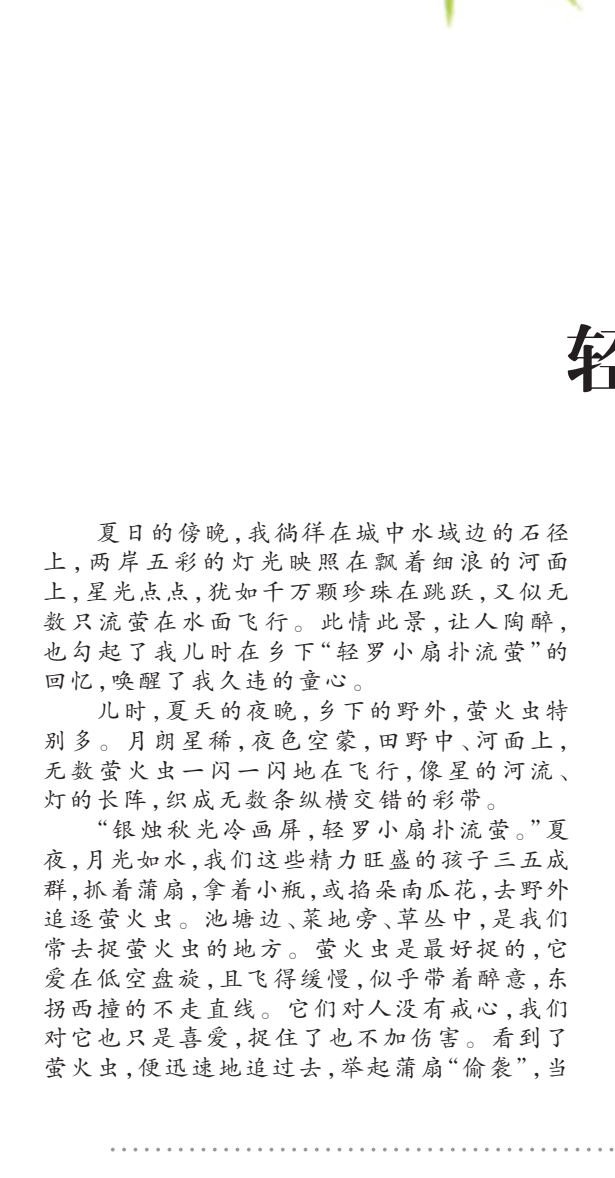 轻
夏日的傍晚,我徜徉在城中水域边的石径
上,两岸五彩的灯光映照在飘着细浪的河面
上,星光点点,犹如千万颗珍珠在跳跃,又似无
数只流萤在水面飞行。此情此景,让人陶醉,
也勾起了我儿时在乡下“轻罗小扇扑流萤”的
回忆,唤醒了我久违的童心。
儿时,夏天的夜晚,乡下的野外,萤火虫特
别多。月朗星稀,夜色空蒙,田野中、河面上,
无数萤火虫一闪一闪地在飞行,像星的河流、
灯的长阵,织成无数条纵横交错的彩带。
“银烛秋光冷画屏,轻罗小扇扑流萤。”夏
夜,月光如水,我们这些精力旺盛的孩子三五成
群,抓着蒲扇,拿着小瓶,或掐朵南瓜花,去野外
追逐萤火虫。池塘边、菜地旁、草丛中,是我们
常去捉萤火虫的地方。萤火虫是最好捉的,它
爱在低空盘旋,且飞得缓慢,似乎带着醉意,东
拐西撞的不走直线。它们对人没有戒心,我们
对它也只是喜爱,捉住了也不加伤害。看到了
萤火虫,便迅速地追过去,举起蒲扇“偷袭”,当